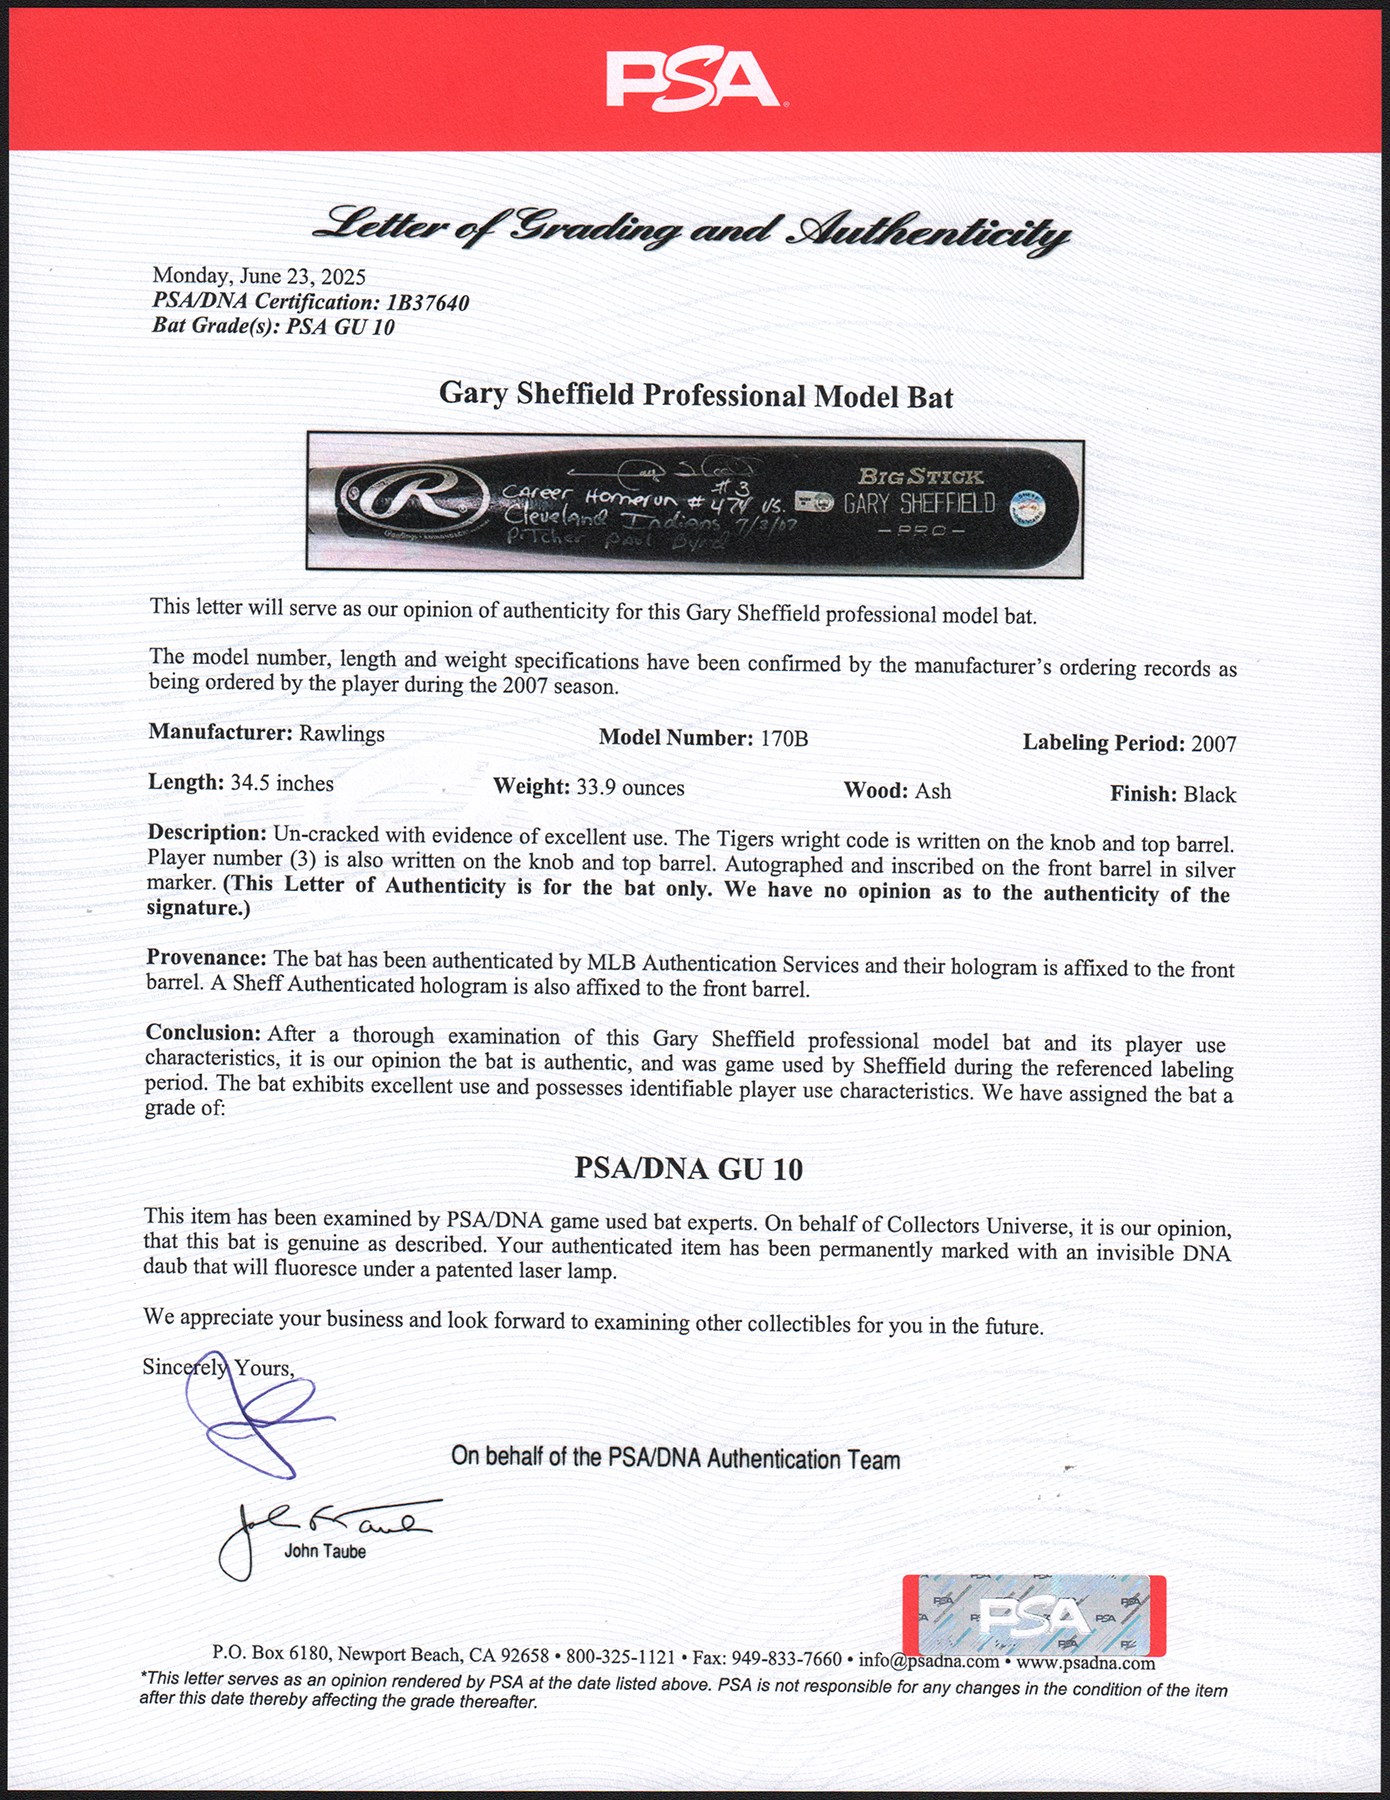 PSA
Letter of Grading and Authenticity
Monday, June 23, 2025
PSA/DNA Certification: 1B37640
Bat Grade(s): PSA GU 10
Gary Sheffield Professional Model Bat
R
#3
Career Homerun # 474 vs.
Cleveland Indians 7/3/07
Pitcher Paul Byrd
BIG STICK
GARY SHEFFIELD
-PRO-
This letter will serve as our opinion of authenticity for this Gary Sheffield professional model bat.
The model number, length and weight specifications have been confirmed by the manufacturer's ordering records as
being ordered by the player during the 2007 season.
Manufacturer: Rawlings Model Number: 170B Labeling Period: 2007
Length: 34.5 inches Weight: 33.9 ounces Wood: Ash Finish: Black
Description: Un-cracked with evidence of excellent use. The Tigers wright code is written on the knob and top barrel.
Player number (3) is also written on the knob and top barrel. Autographed and inscribed on the front barrel in silver
marker. (This Letter of Authenticity is for the bat only. We have no opinion as to the authenticity of the
signature.)
Provenance: The bat has been authenticated by MLB Authentication Services and their hologram is affixed to the front
barrel. A Sheff Authenticated hologram is also affixed to the front barrel.
Conclusion: After a thorough examination of this Gary Sheffield professional model bat and its player use
characteristics, it is our opinion the bat is authentic, and was game used by Sheffield during the referenced labeling
period. The bat exhibits excellent use and possesses identifiable player use characteristics. We have assigned the bat a
grade of:
PSA/DNA GU 10
This item has been examined by PSA/DNA game used bat experts. On behalf of Collectors Universe, it is our opinion,
that this bat is genuine as described. Your authenticated item has been permanently marked with an invisible DNA
daub that will fluoresce under a patented laser lamp.
We appreciate your business and look forward to examining other collectibles for you in the future.
Sincerely Yours,
On behalf of the PSA/DNA Authentication Team
John Taube
John Taube
PSA
P.O. Box 6180, Newport Beach, CA 92658 • 800-325-1121 • Fax: 949-833-7660 • info@psadna.com • www.psadna.com
*This letter serves as an opinion rendered by PSA at the date listed above. PSA is not responsible for any changes in the condition of the item
after this date thereby affecting the grade thereafter.